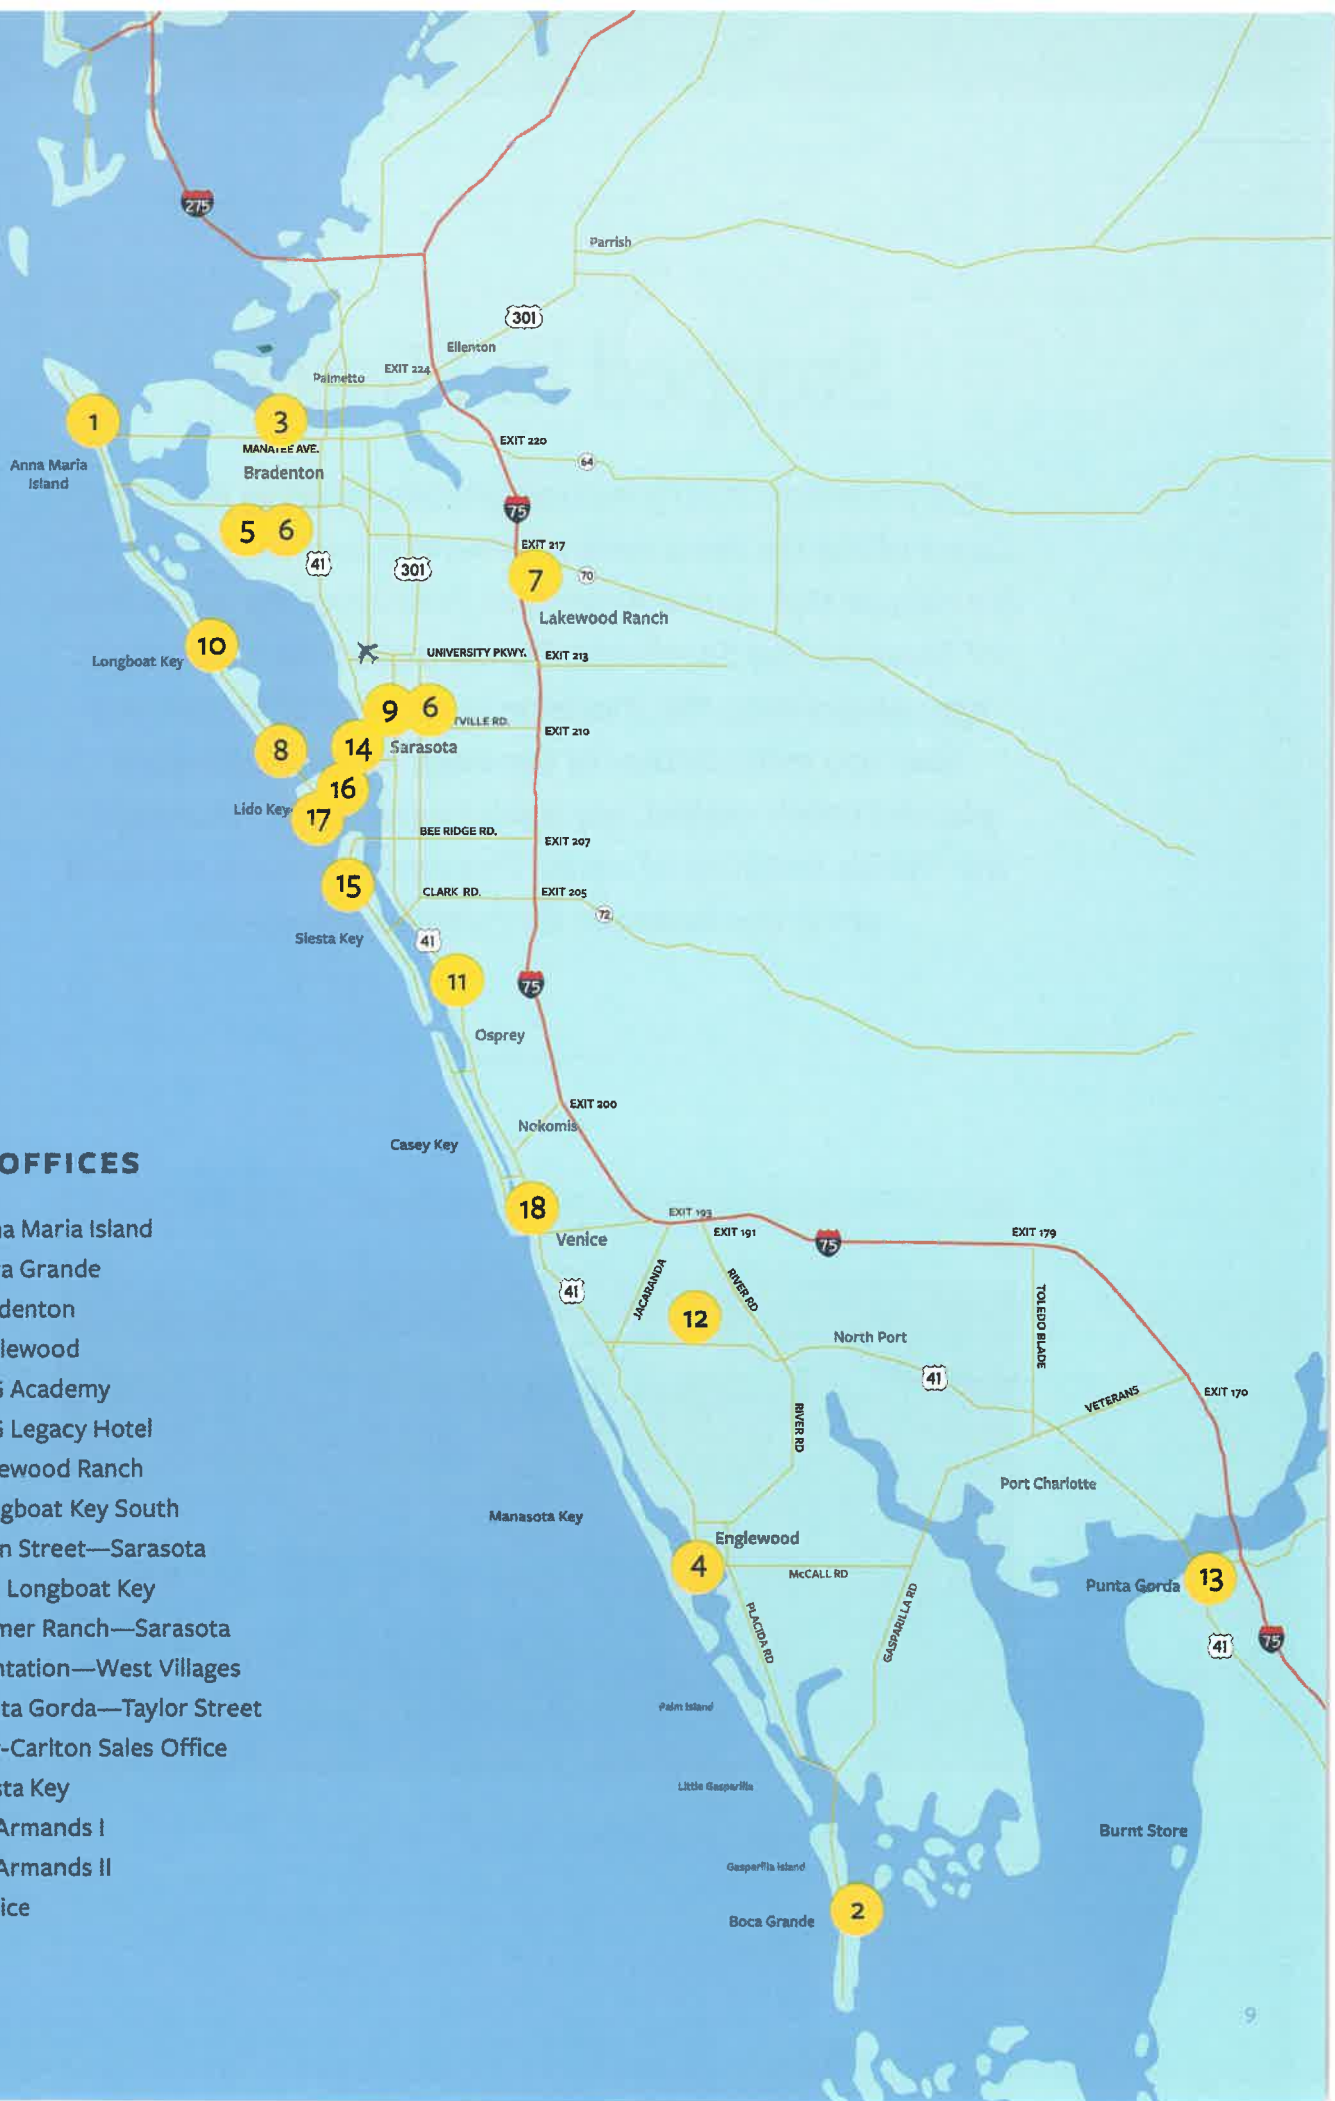 275
Parrish
301
Ellenton
EXIT 224
Palmetto
1
3
MANATEE AVE.
EXIT 220
64
Anna Maria
Island
Bradenton
75
5
6
41
301
EXIT 217
7
70
Lakewood Ranch
10
Longboat Key
UNIVERSITY PKWY.
EXIT 213
9
6
TVILLE RD.
EXIT 210
8
14
Sarasota
16
Lido Key
17
BEE RIDGE RD.
EXIT 207
15
CLARK RD.
EXIT 205
72
Siesta Key
41
11
75
Osprey
EXIT 200
Nokomis
Casey Key
18
Venice
EXIT 193
EXIT 191
75
EXIT 179
41
JACARANDA
RIVER RD
12
TOLEDO BLADE
North Port
41
VETERANS
EXIT 170
RIVER RD
Port Charlotte
Manasota Key
Englewood
4
McCALL RD
Punta Gorda
13
PLACIDA RD
GASPARILLA RD
41
75
Palm Island
Little Gasparilla
Burnt Store
Gasparilla Island
Boca Grande
2
OFFICES
na Maria Island
a Grande
denton
lewood
G Academy
G Legacy Hotel
ewood Ranch
gboat Key South
n Street—Sarasota
Longboat Key
mer Ranch—Sarasota
ntation—West Villages
ta Gorda—Taylor Street
-Carlton Sales Office
sta Key
Armands I
Armands II
ice
9